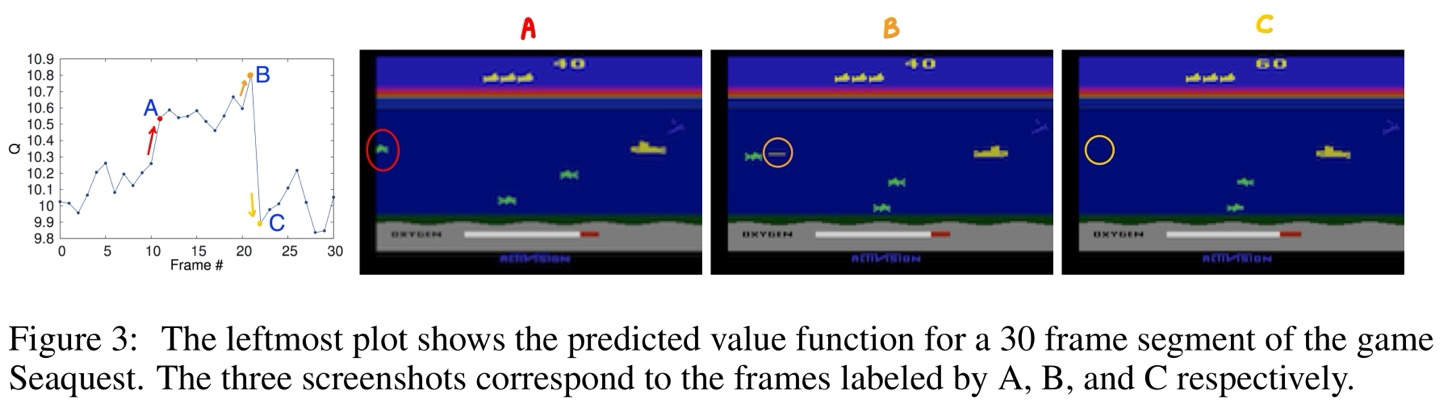 A
B
C
10.9
10.8
10.7
10.6
10.5
10.4
10.3
10.2
10.1
10
9.9
9.8
Q
A
B
C
0 5 10 15 20 25 30
Frame #
40
OXYGEN
ACTIVISION
40
OXYGEN
ACTIVISION
60
OXYGEN
ACTIVISION
Figure 3: The leftmost plot shows the predicted value function for a 30 frame segment of the game
Seaquest. The three screenshots correspond to the frames labeled by A, B, and C respectively.